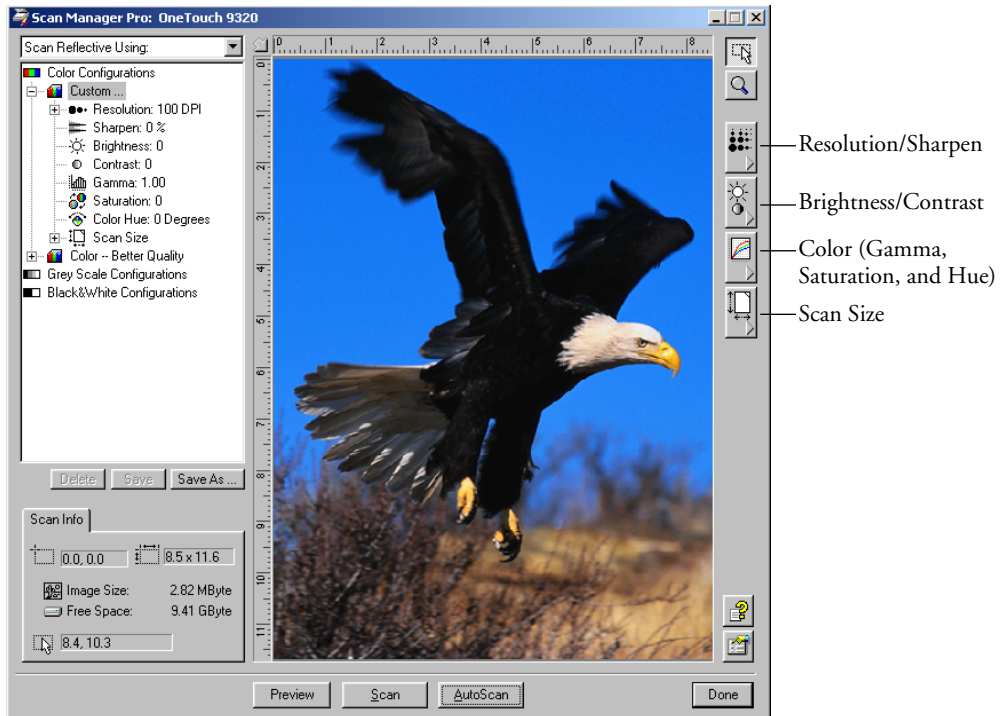 Scan Manager Pro: OneTouch 9320
Scan Reflective Using:
Color Configurations
Custom ...
Resolution: 100 DPI
Sharpen: 0 %
Brightness: 0
Contrast: 0
Gamma: 1.00
Saturation: 0
Color Hue: 0 Degrees
Scan Size
Color -- Better Quality
Grey Scale Configurations
Black&White Configurations
Delete Save Save As ...
Scan Info
0.0, 0.0 8.5 x 11.6
Image Size: 2.82 MByte
Free Space: 9.41 GByte
8.4, 10.3
0 1 2 3 4 5 6 7 8
0
1
2
3
4
5
6
7
8
9
10
11
Resolution/Sharpen
Brightness/Contrast
Color (Gamma,
Saturation, and Hue)
Scan Size
Preview Scan AutoScan Done